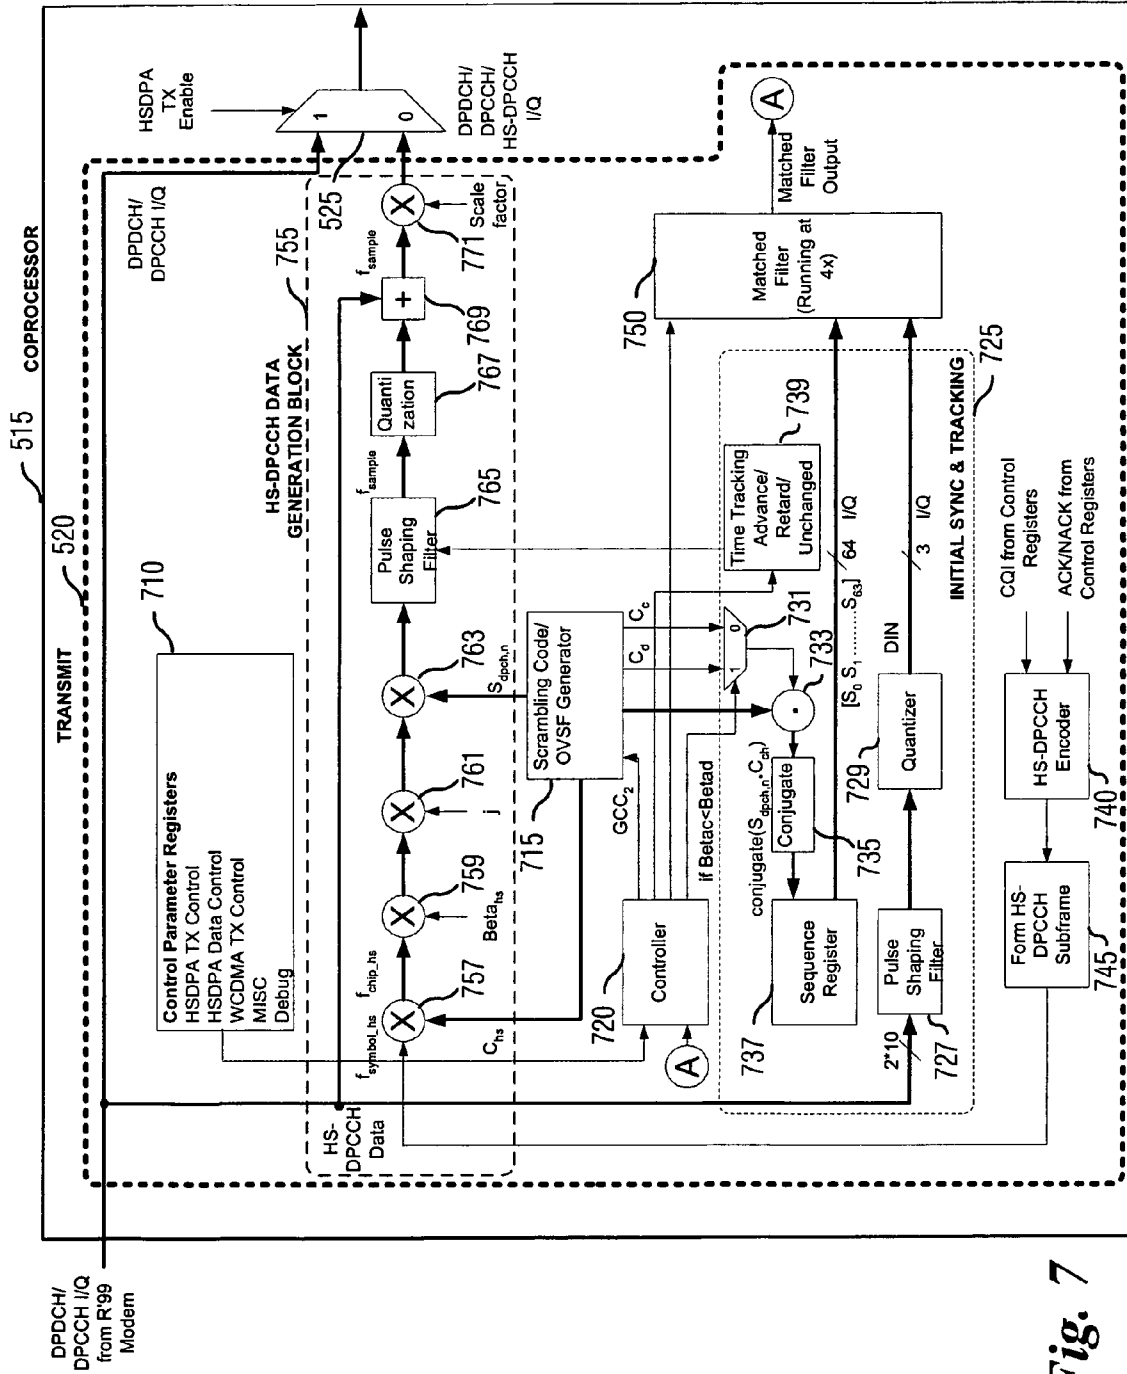 515
COPROCESSOR
TRANSMIT
520
DPDCH/
DPCCH I/Q
from R'99
Modem
DPDCH/
DPCCH I/Q
HSDPA
TX
Enable
1
0
525
DPDCH/
DPCCH/
HS-DPCCH
I/Q
710
Control Parameter Registers
HSDPA TX Control
HSDPA Data Control
WCDMA TX Control
MISC
Debug
HS-DPCCH DATA
GENERATION BLOCK
755
HS-
DPCCH
Data
f_symbol_hs
X
757
C_hs
f_chip_hs
X
759
Beta_hs
X
761
j
X
763
S_dpch,n
Pulse
Shaping
Filter
765
f_sample
Quanti
zation
767
+
769
f_sample
X
771
Scale
factor
Scrambling Code/
OVSF Generator
715
GCC_2
C_d
C_c
Controller
720
A
if Betac<Betad
1
0
731
733
conjugate(S_dpch,n•C_ch)
Conjugate
735
Sequence
Register
737
[S_0 S_1.........S_63]
64
I/Q
Time Tracking
Advance/
Retard/
Unchanged
739
Pulse
Shaping
Filter
727
2*10
Quantizer
729
DIN
3
I/Q
INITIAL SYNC & TRACKING
725
Matched
Filter
(Running at
4x)
750
Matched
Filter
Output
A
CQI from Control
Registers
ACK/NACK from
Control Registers
HS-DPCCH
Encoder
740
Form HS-
DPCCH
Subframe
745
Fig. 7